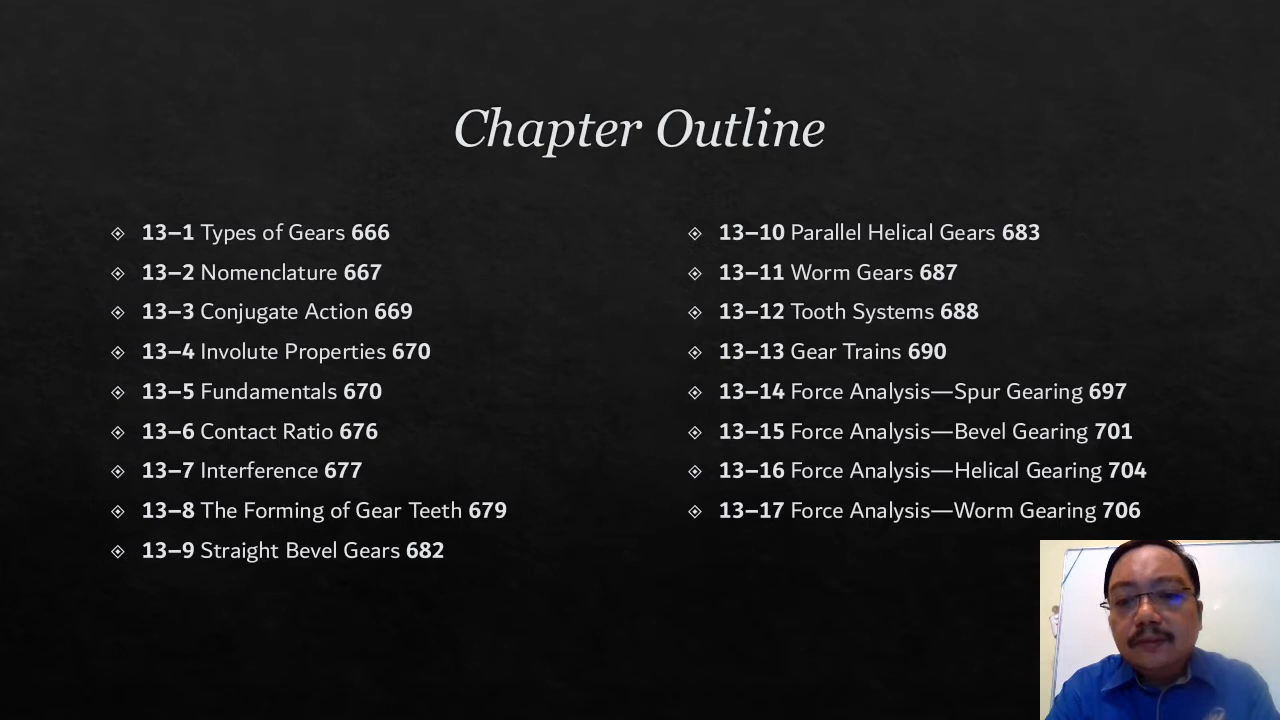 Chapter Outline
13–1 Types of Gears 666
13–2 Nomenclature 667
13–3 Conjugate Action 669
13–4 Involute Properties 670
13–5 Fundamentals 670
13–6 Contact Ratio 676
13–7 Interference 677
13–8 The Forming of Gear Teeth 679
13–9 Straight Bevel Gears 682
13–10 Parallel Helical Gears 683
13–11 Worm Gears 687
13–12 Tooth Systems 688
13–13 Gear Trains 690
13–14 Force Analysis—Spur Gearing 697
13–15 Force Analysis—Bevel Gearing 701
13–16 Force Analysis—Helical Gearing 704
13–17 Force Analysis—Worm Gearing 706